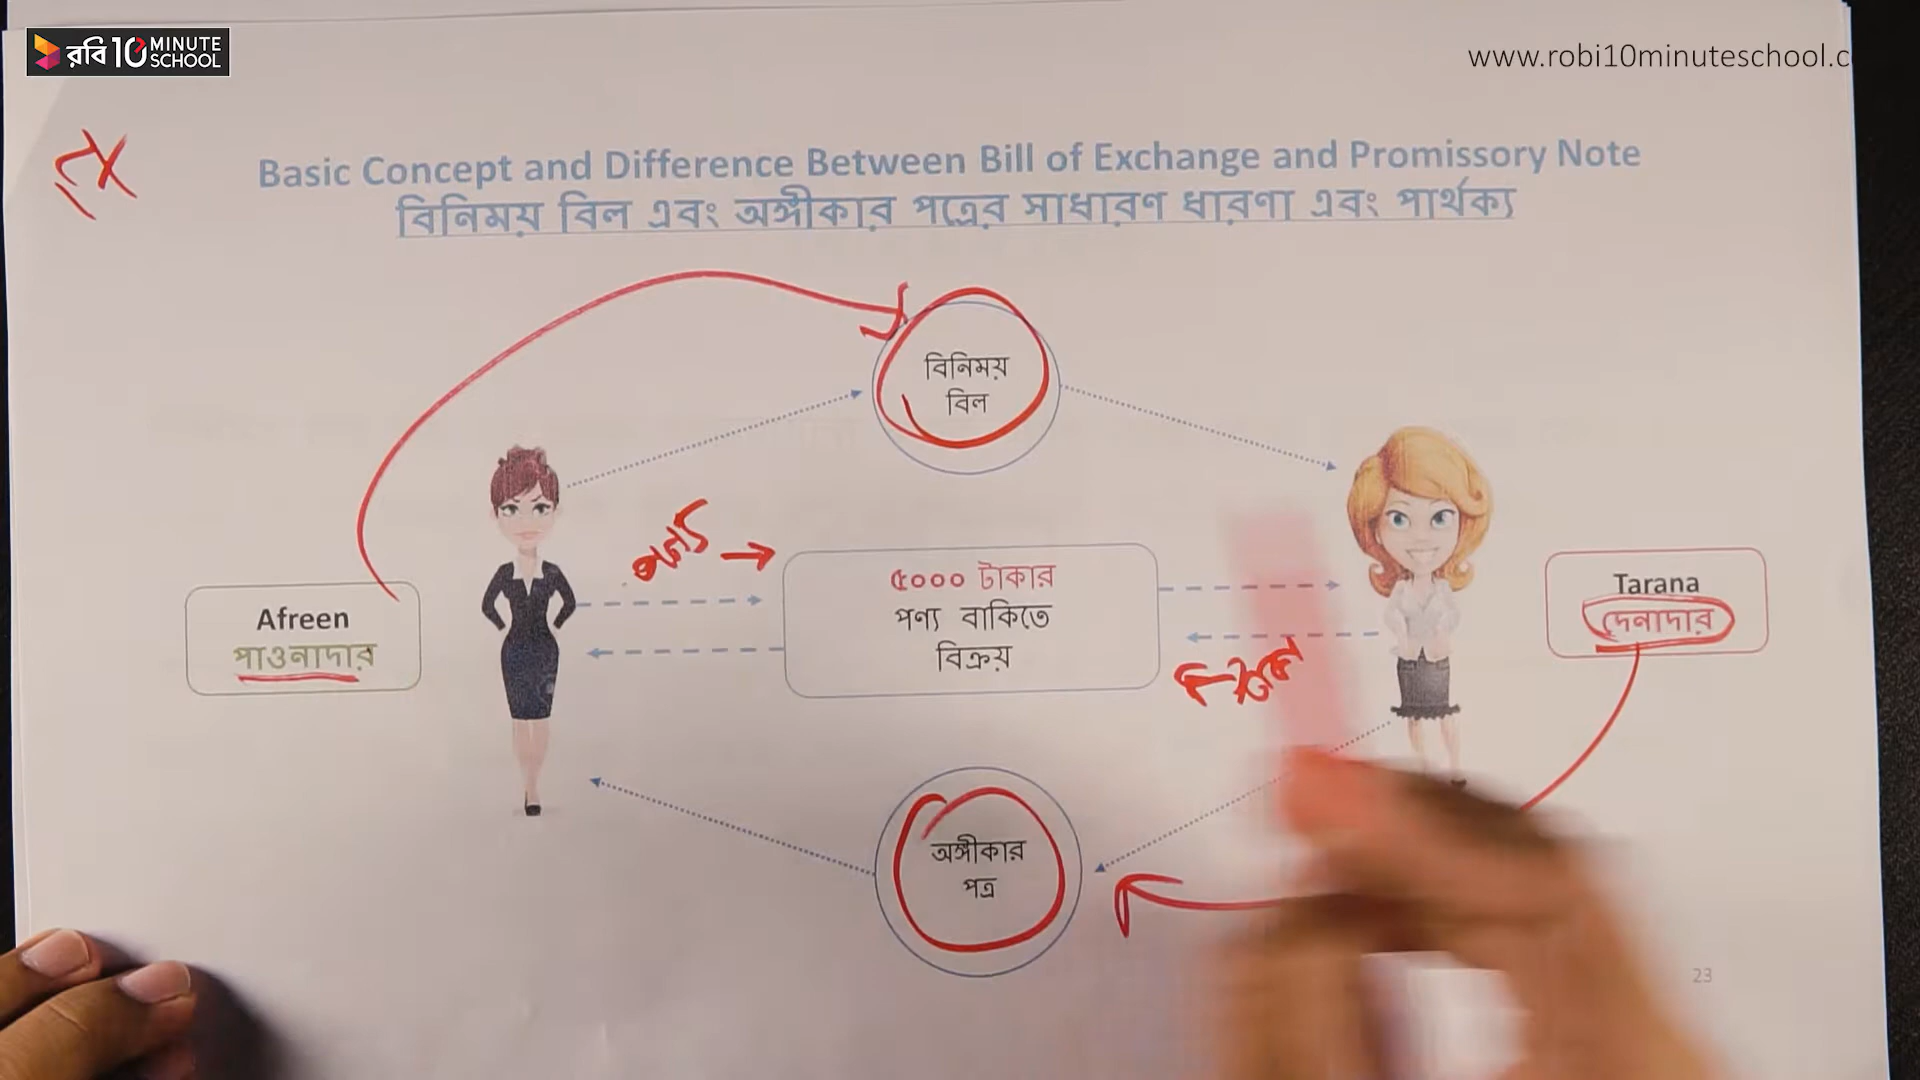 রবি 10 MINUTE SCHOOL
www.robi10minuteschool.c
Basic Concept and Difference Between Bill of Exchange and Promissory Note
বিনিময় বিল এবং অঙ্গীকার পত্রের সাধারণ ধারণা এবং পার্থক্য
বিনিময়
বিল
Afreen
পাওনাদার
৫০০০ টাকার
পণ্য বাকিতে
বিক্রয়
Tarana
দেনাদার
অঙ্গীকার
পত্র
23